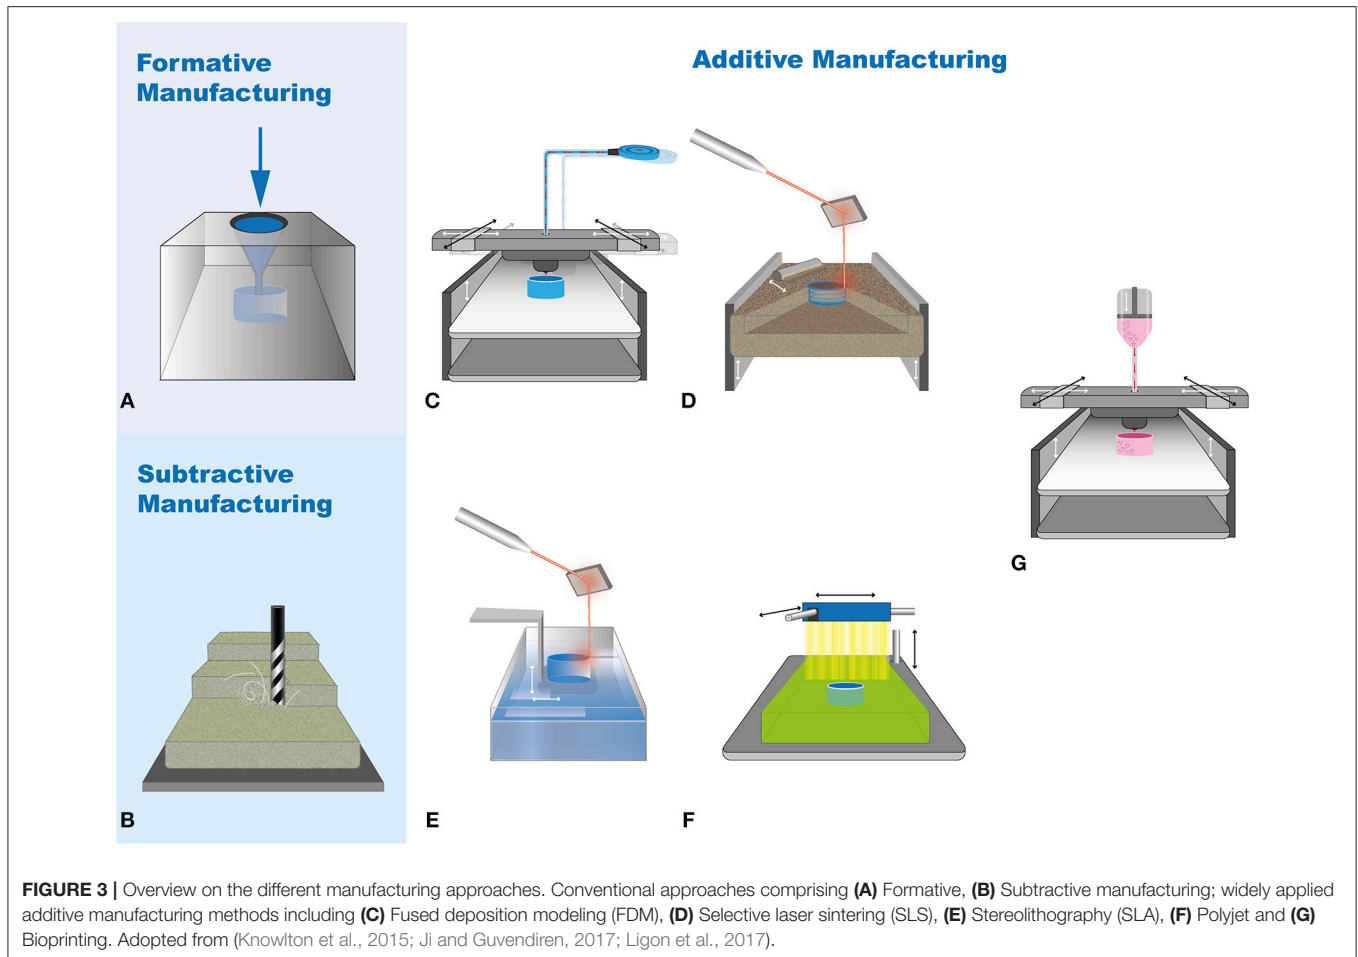 Formative
Manufacturing
Additive Manufacturing
A
C
D
Subtractive
Manufacturing
G
B
E
F
FIGURE 3 | Overview on the different manufacturing approaches. Conventional approaches comprising (A) Formative, (B) Subtractive manufacturing; widely applied
additive manufacturing methods including (C) Fused deposition modeling (FDM), (D) Selective laser sintering (SLS), (E) Stereolithography (SLA), (F) Polyjet and (G)
Bioprinting. Adopted from (Knowlton et al., 2015; Ji and Guvendiren, 2017; Ligon et al., 2017).